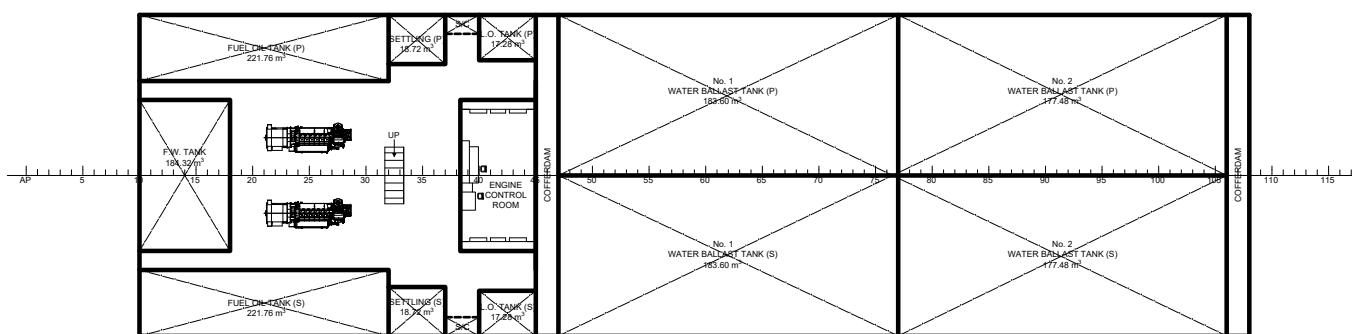 FUEL OIL TANK (P)
221.76 m³
SETTLING (P)
18.72 m³
S/C
L.O. TANK (P)
17.28 m³
No. 1
WATER BALLAST TANK (P)
183.60 m³
No. 2
WATER BALLAST TANK (P)
177.48 m³
UP
F.W. TANK
184.32 m³
AP 5 10 15 20 25 30 35 40 45 50 55 60 65 70 75 80 85 90 95 100 105 110 115
ENGINE
CONTROL
ROOM
COFFERDAM
COFFERDAM
No. 1
WATER BALLAST TANK (S)
183.60 m³
No. 2
WATER BALLAST TANK (S)
177.48 m³
FUEL OIL TANK (S)
221.76 m³
SETTLING (S)
18.72 m³
S/C
L.O. TANK (S)
17.28 m³